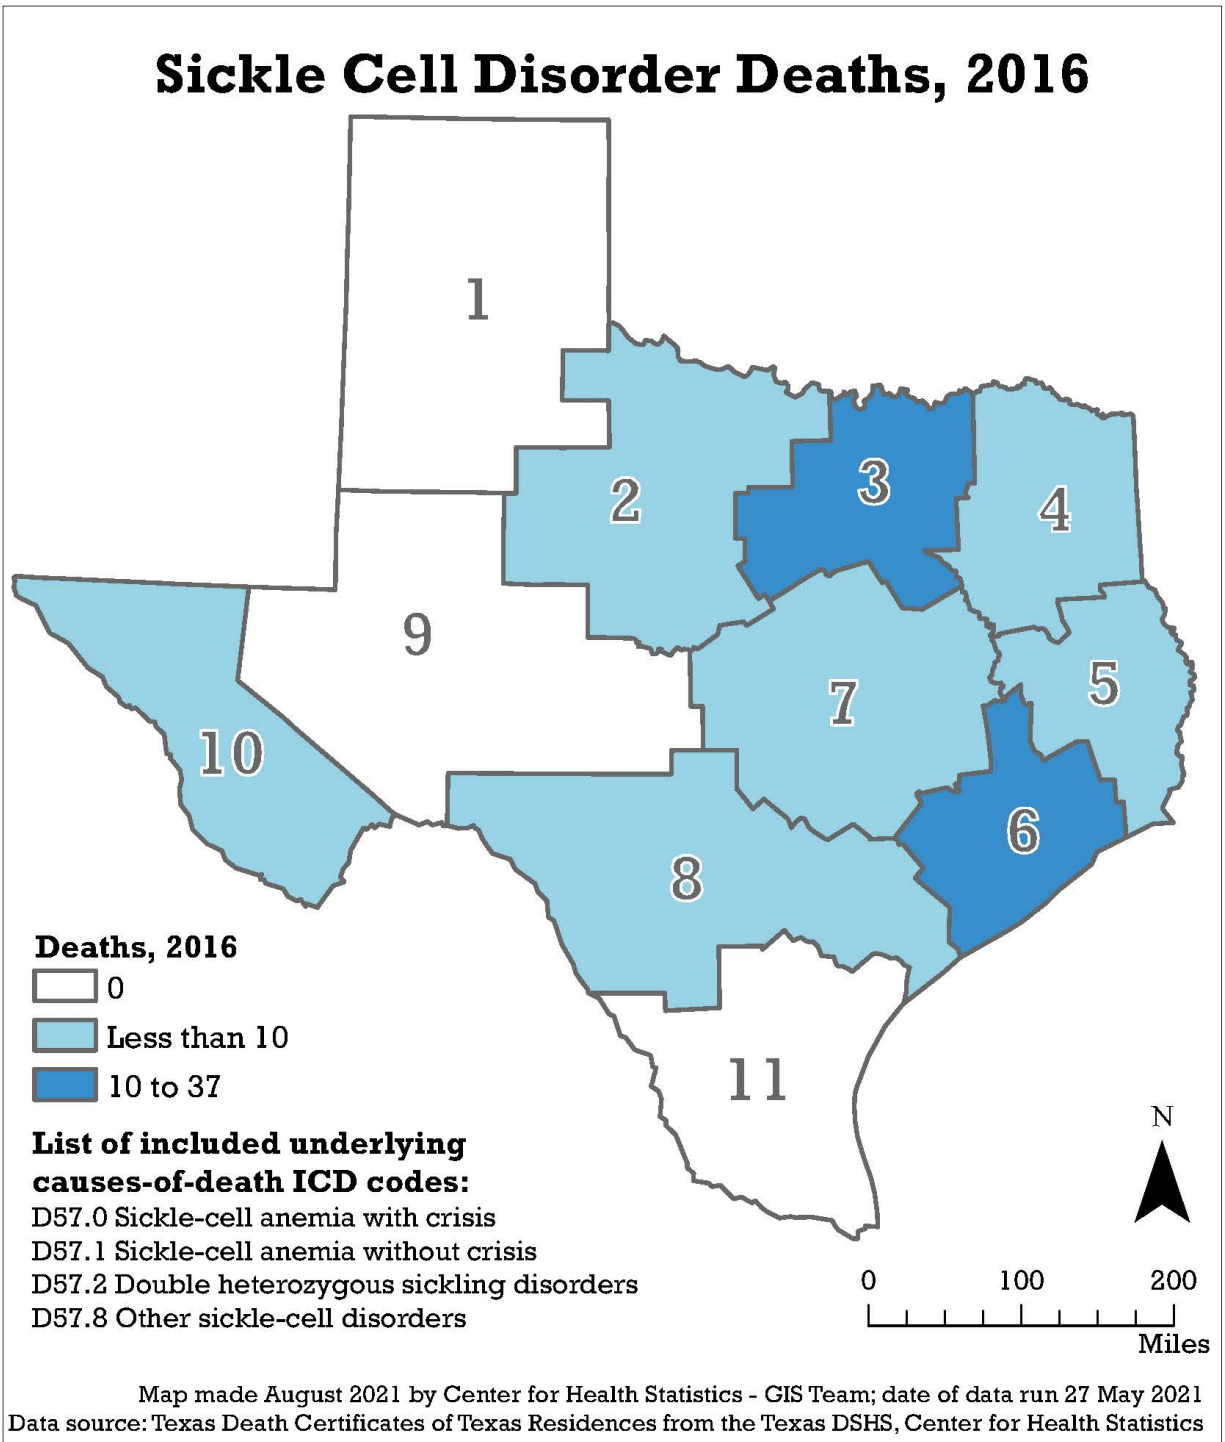 Sickle Cell Disorder Deaths, 2016
1
2
3
4
9
7
5
10
6
8
11
Deaths, 2016
0
Less than 10
10 to 37
List of included underlying
causes-of-death ICD codes:
D57.0 Sickle-cell anemia with crisis
D57.1 Sickle-cell anemia without crisis
D57.2 Double heterozygous sickling disorders
D57.8 Other sickle-cell disorders
N
0 100 200
Miles
Map made August 2021 by Center for Health Statistics - GIS Team; date of data run 27 May 2021
Data source: Texas Death Certificates of Texas Residences from the Texas DSHS, Center for Health Statistics